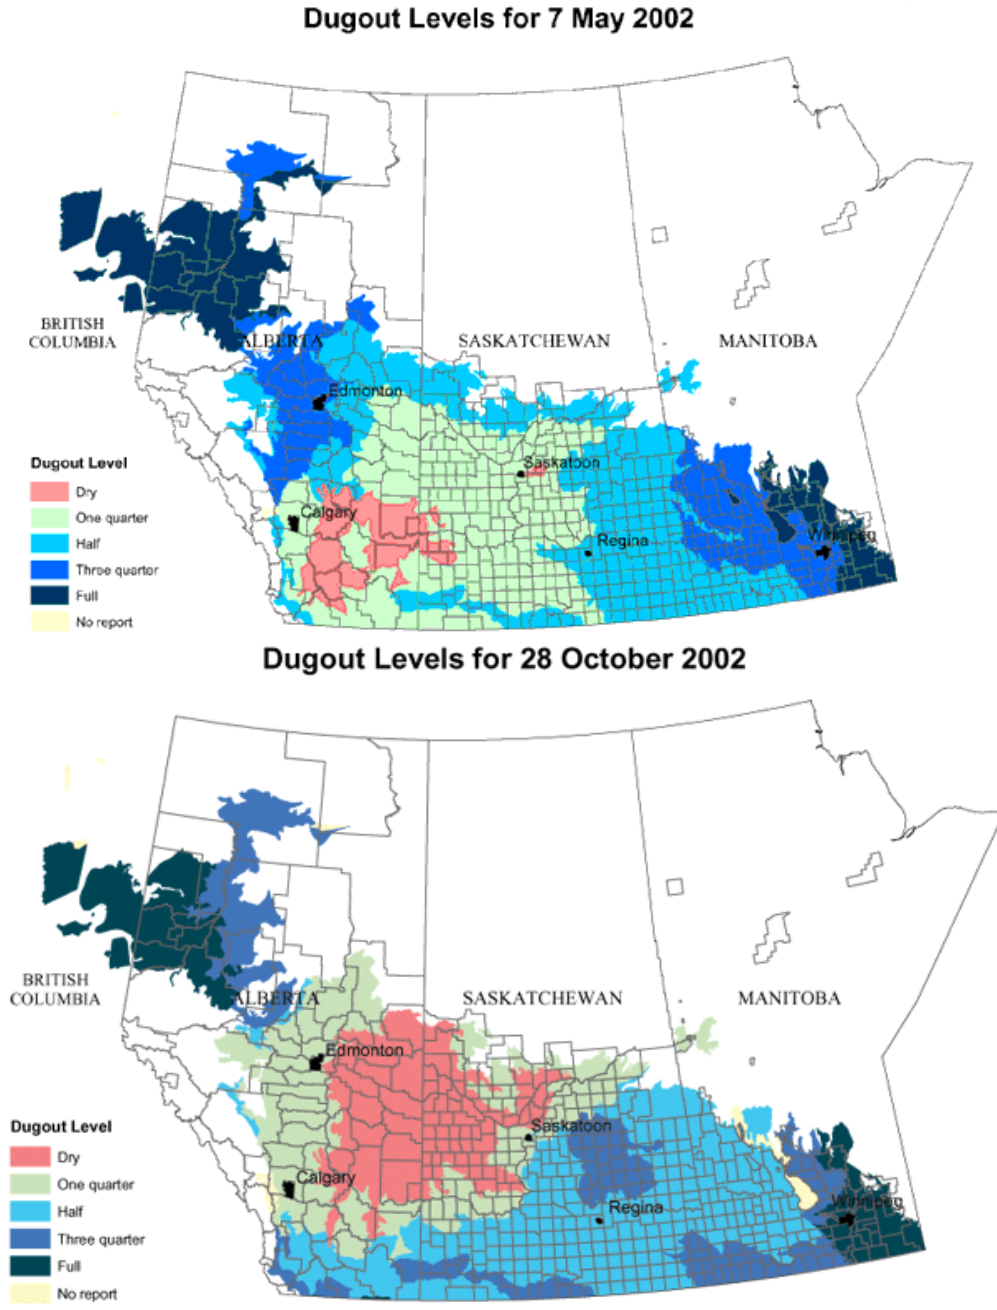 Dugout Levels for 7 May 2002
BRITISH
COLUMBIA
ALBERTA
SASKATCHEWAN
MANITOBA
Edmonton
Saskatoon
Calgary
Regina
Winnipeg
Dugout Level
Dry
One quarter
Half
Three quarter
Full
No report
Dugout Levels for 28 October 2002
BRITISH
COLUMBIA
ALBERTA
SASKATCHEWAN
MANITOBA
Edmonton
Saskatoon
Calgary
Regina
Winnipeg
Dugout Level
Dry
One quarter
Half
Three quarter
Full
No report